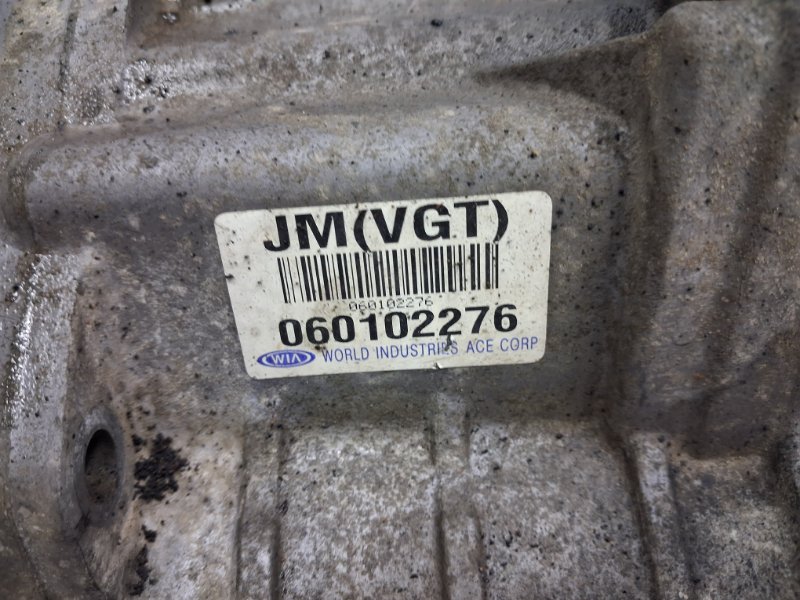 JM(VGT)
060102276
060102276
WIA WORLD INDUSTRIES ACE CORP